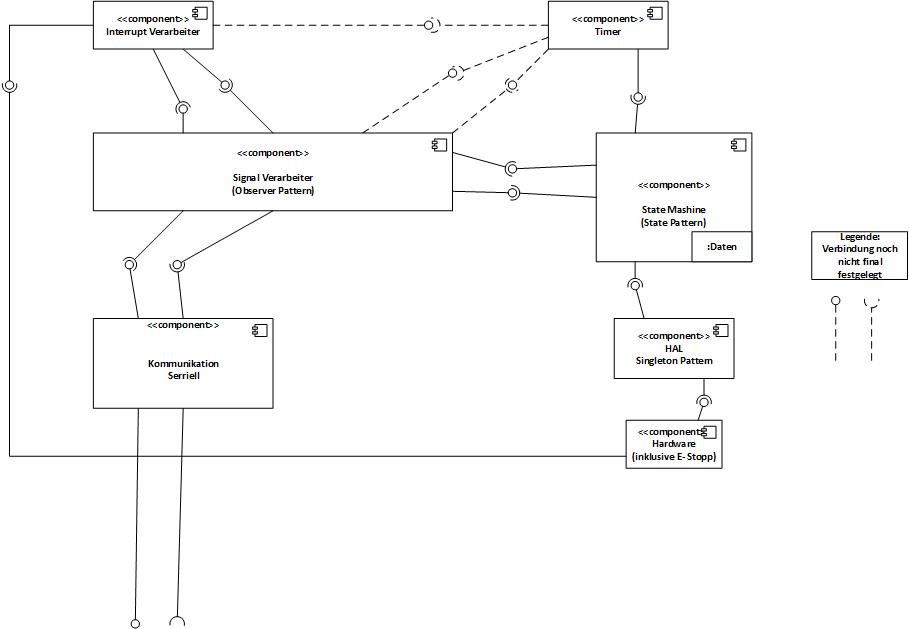 <<component>>
Interrupt Verarbeiter
<<component>>
Timer
<<component>>
Signal Verarbeiter
(Observer Pattern)
<<component>>
State Mashine
(State Pattern)
:Daten
Legende:
Verbindung noch
nicht final
festgelegt
<<component>>
Kommunikation
Serriell
<<component>>
HAL
Singleton Pattern
<<component>>
Hardware
(inklusive E-Stopp)